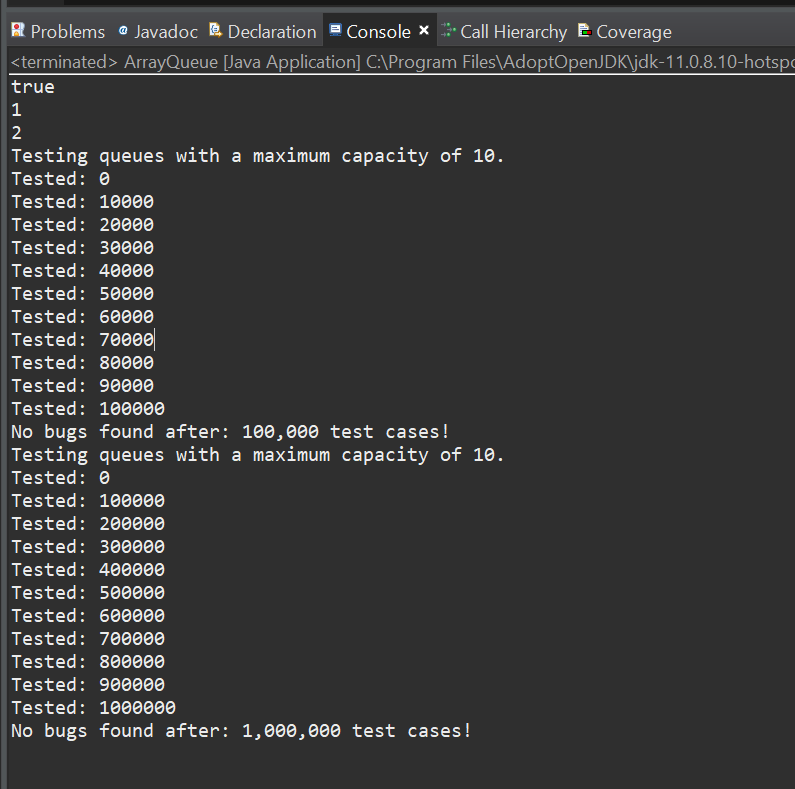 Problems Javadoc Declaration Console Call Hierarchy Coverage
<terminated> ArrayQueue [Java Application] C:\Program Files\AdoptOpenJDK\jdk-11.0.8.10-hotspo
true
1
2
Testing queues with a maximum capacity of 10.
Tested: 0
Tested: 10000
Tested: 20000
Tested: 30000
Tested: 40000
Tested: 50000
Tested: 60000
Tested: 70000
Tested: 80000
Tested: 90000
Tested: 100000
No bugs found after: 100,000 test cases!
Testing queues with a maximum capacity of 10.
Tested: 0
Tested: 100000
Tested: 200000
Tested: 300000
Tested: 400000
Tested: 500000
Tested: 600000
Tested: 700000
Tested: 800000
Tested: 900000
Tested: 1000000
No bugs found after: 1,000,000 test cases!